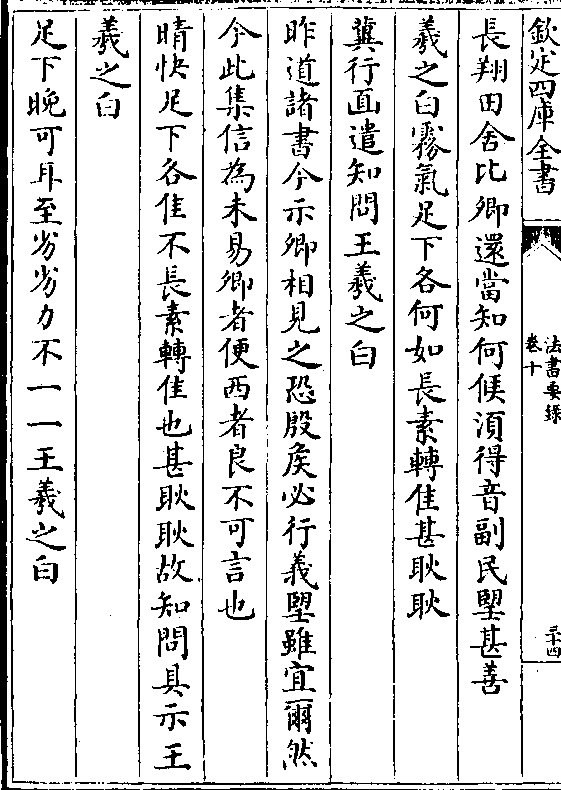 欽定四庫全書
法書要錄
卷十
三十四
長翔田舍比卿還當知何候須得音副民望甚善
羲之白霧氣足下各何如長素轉佳甚耿耿
冀行面遣知問王羲之白
昨道諸書今示卿相見之恐殷矦必行義望雖宜爾然
今此集信為未易卿者便西者良不可言也
晴快足下各佳不長素轉佳也甚耿耿故知問具示王
羲之白
足下晚可耳至劣劣力不一一王羲之白